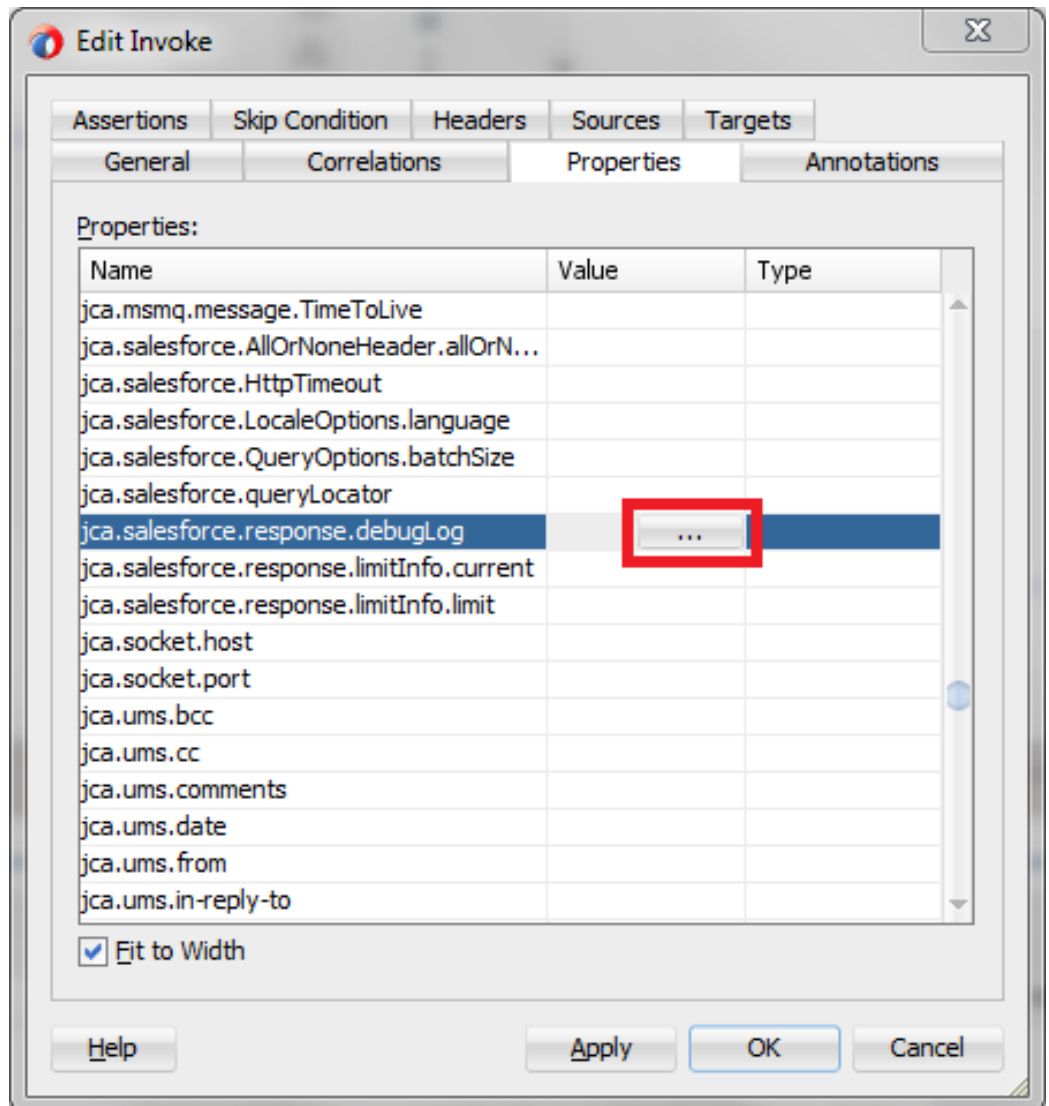 Edit Invoke
Assertions Skip Condition Headers Sources Targets
General Correlations Properties Annotations
Properties:
Name Value Type
jca.msmq.message.TimeToLive
jca.salesforce.AllOrNoneHeader.allOrN...
jca.salesforce.HttpTimeout
jca.salesforce.LocaleOptions.language
jca.salesforce.QueryOptions.batchSize
jca.salesforce.queryLocator
jca.salesforce.response.debugLog ...
jca.salesforce.response.limitInfo.current
jca.salesforce.response.limitInfo.limit
jca.socket.host
jca.socket.port
jca.ums.bcc
jca.ums.cc
jca.ums.comments
jca.ums.date
jca.ums.from
jca.ums.in-reply-to
Fit to Width
Help Apply OK Cancel